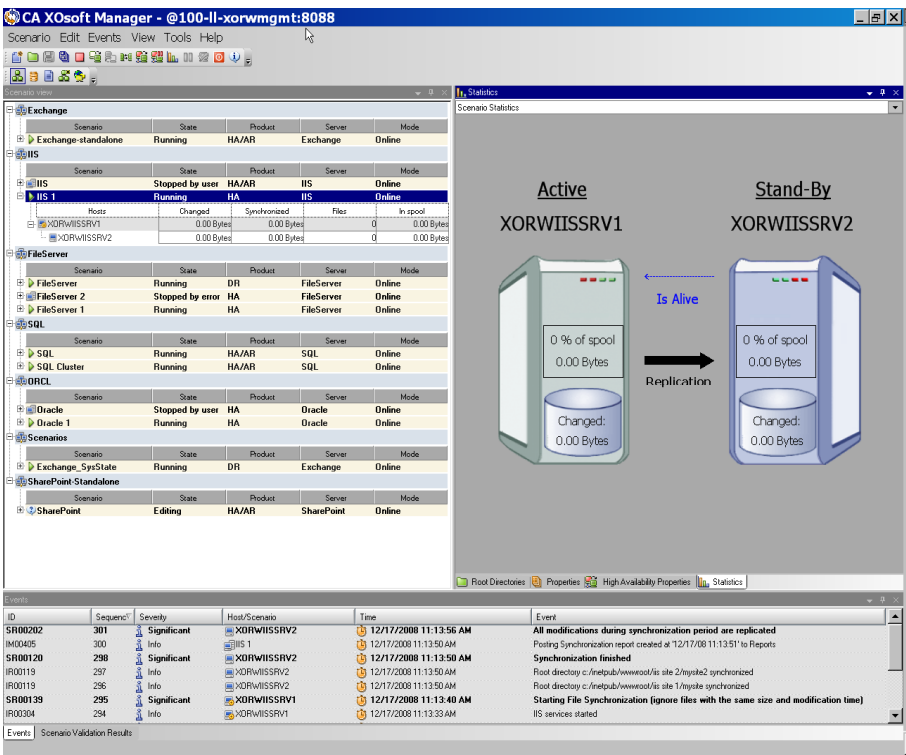 CA XOsoft Manager - @100-ll-xorwmgmt:8088
Scenario Edit Events View Tools Help
Scenario view
Exchange
Scenario State Product Server Mode
Exchange-standalone Running HA/AR Exchange Online
IIS
Scenario State Product Server Mode
IIS Stopped by user HA/AR IIS Online
IIS 1 Running HA IIS Online
Hosts Changed Synchronized Files In spool
XORWIISSRV1 0.00 Bytes 0.00 Bytes 0 0.00 Bytes
XORWIISSRV2 0.00 Bytes 0.00 Bytes 0 0.00 Bytes
FileServer
Scenario State Product Server Mode
FileServer Running DR FileServer Online
FileServer 2 Stopped by error HA FileServer Online
FileServer 1 Running HA FileServer Online
SQL
Scenario State Product Server Mode
SQL Running HA/AR SQL Online
SQL Cluster Running HA/AR SQL Online
ORCL
Scenario State Product Server Mode
Oracle Stopped by user HA Oracle Online
Oracle 1 Running HA Oracle Online
Scenarios
Scenario State Product Server Mode
Exchange_SysState Running DR Exchange Online
SharePoint-Standalone
Scenario State Product Server Mode
SharePoint Editing HA/AR SharePoint Online
Statistics
Scenario Statistics
Active Stand-By
XORWIISSRV1 XORWIISSRV2
Is Alive
0 % of spool 0 % of spool
0.00 Bytes 0.00 Bytes
Replication
Changed: Changed:
0.00 Bytes 0.00 Bytes
Root Directories Properties High Availability Properties Statistics
Events
ID Sequenc Severity Host/Scenario Time Event
SR00202 301 Significant XORWIISSRV2 12/17/2008 11:13:56 AM All modifications during synchronization period are replicated
IM00405 300 Info IIS 1 12/17/2008 11:13:50 AM Posting Synchronization report created at '12/17/08 11:13:51' to Reports
SR00120 298 Significant XORWIISSRV2 12/17/2008 11:13:50 AM Synchronization finished
IR00119 297 Info XORWIISSRV2 12/17/2008 11:13:50 AM Root directory c:/inetpub/wwwroot/iis site 2/mysite2 synchronized
IR00119 296 Info XORWIISSRV2 12/17/2008 11:13:50 AM Root directory c:/inetpub/wwwroot/iis site 1/mysite synchronized
SR00139 295 Significant XORWIISSRV1 12/17/2008 11:13:40 AM Starting File Synchronization (ignore files with the same size and modification time)
IR00304 294 Info XORWIISSRV1 12/17/2008 11:13:33 AM IIS services started
Events Scenario Validation Results